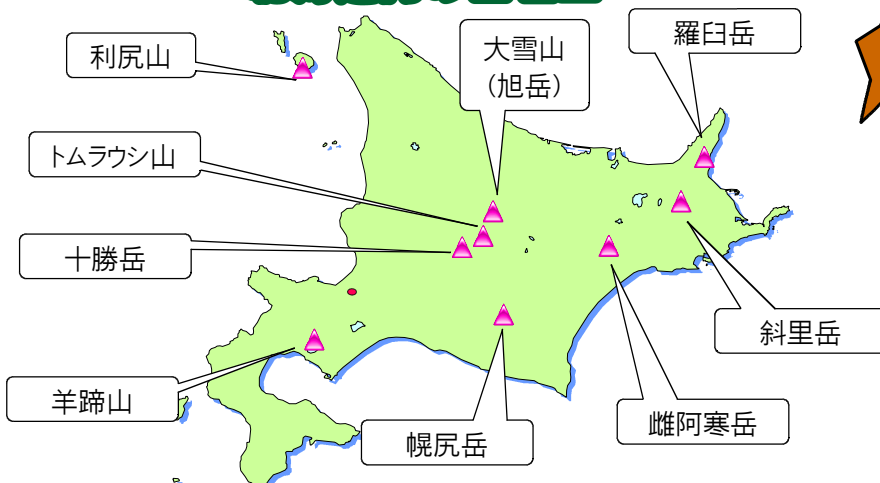 利尻山
大雪山
(旭岳)
羅臼岳
トムラウシ山
十勝岳
斜里岳
羊蹄山
幌尻岳
雌阿寒岳